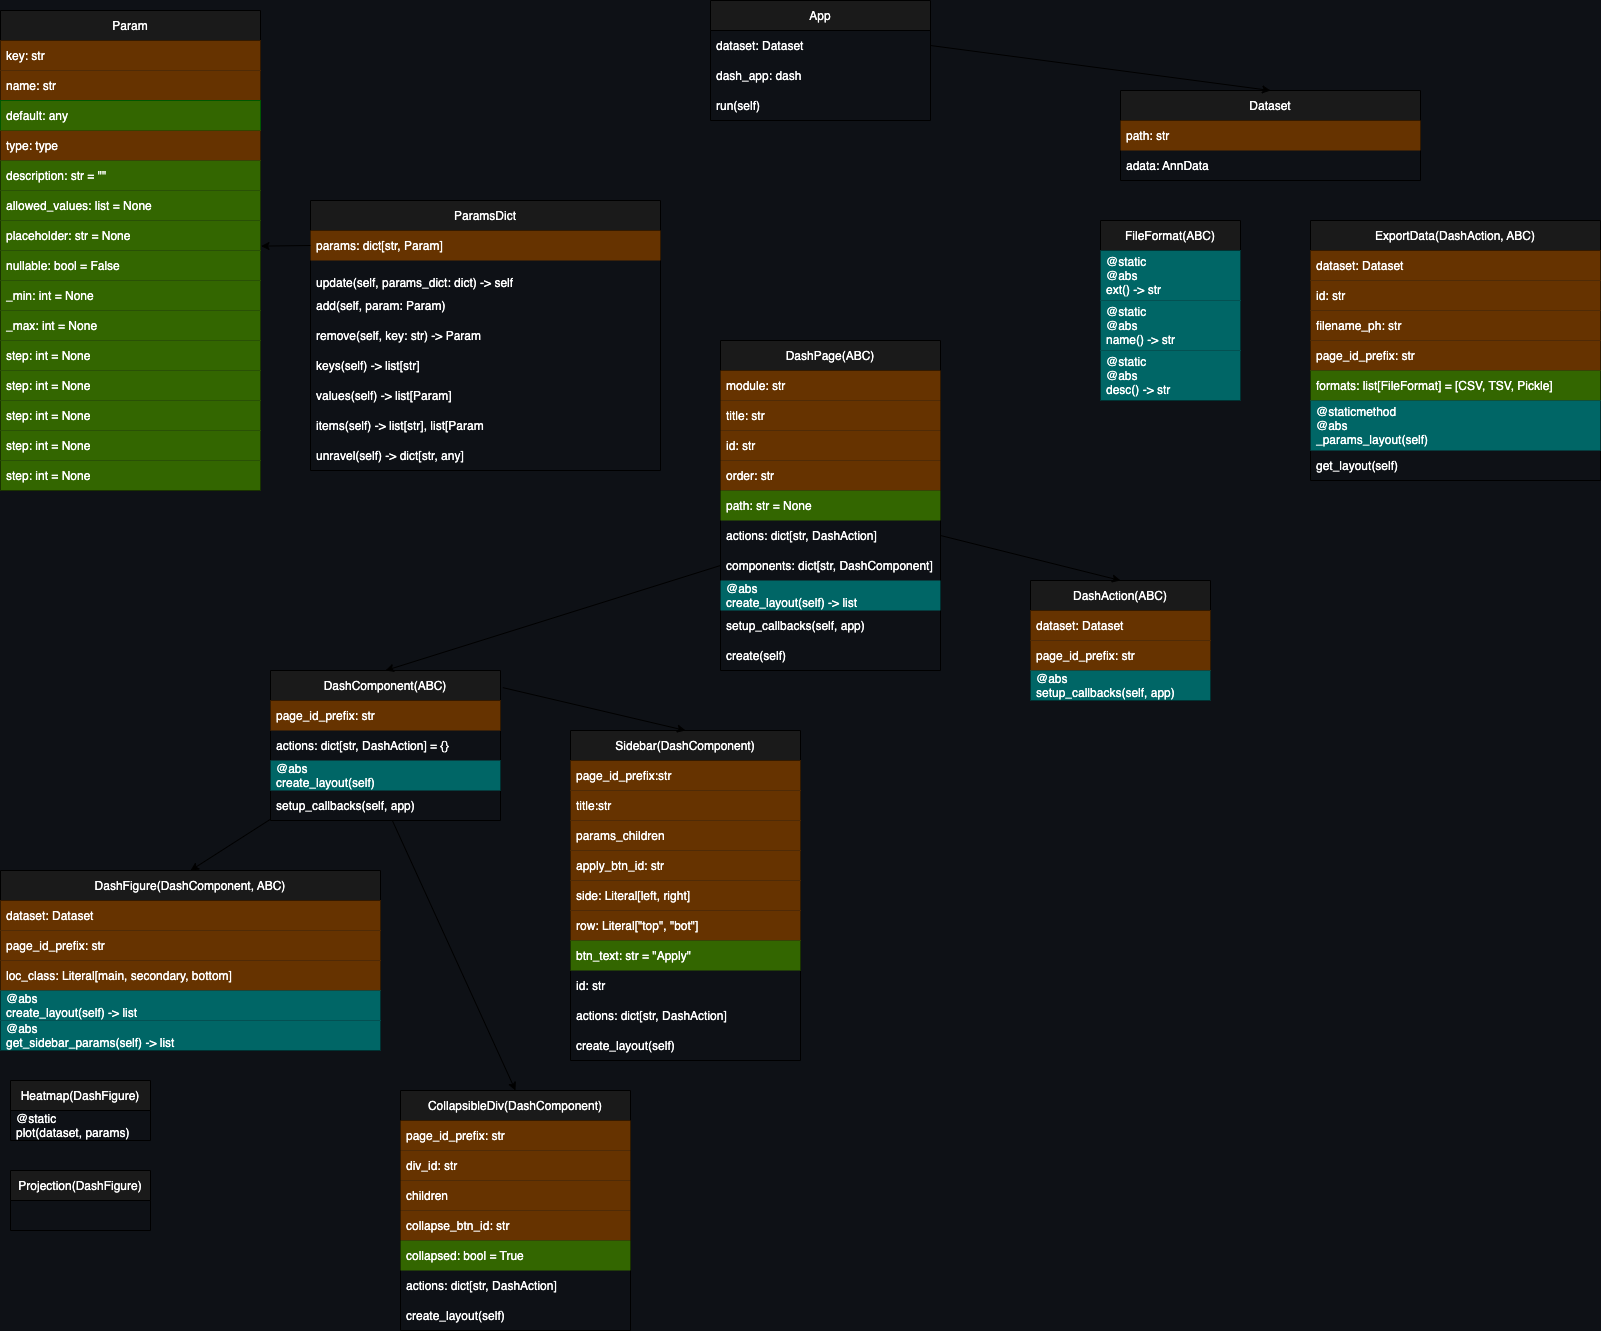 Param
key: str
name: str
default: any
type: type
description: str = ""
allowed_values: list = None
placeholder: str = None
nullable: bool = False
_min: int = None
_max: int = None
step: int = None
step: int = None
step: int = None
step: int = None
step: int = None
ParamsDict
params: dict[str, Param]
update(self, params_dict: dict) -> self
add(self, param: Param)
remove(self, key: str) -> Param
keys(self) -> list[str]
values(self) -> list[Param]
items(self) -> list[str], list[Param
unravel(self) -> dict[str, any]
App
dataset: Dataset
dash_app: dash
run(self)
Dataset
path: str
adata: AnnData
FileFormat(ABC)
@static
@abs
ext() -> str
@static
@abs
name() -> str
@static
@abs
desc() -> str
ExportData(DashAction, ABC)
dataset: Dataset
id: str
filename_ph: str
page_id_prefix: str
formats: list[FileFormat] = [CSV, TSV, Pickle]
@staticmethod
@abs
_params_layout(self)
get_layout(self)
DashPage(ABC)
module: str
title: str
id: str
order: str
path: str = None
actions: dict[str, DashAction]
components: dict[str, DashComponent]
@abs
create_layout(self) -> list
setup_callbacks(self, app)
create(self)
DashAction(ABC)
dataset: Dataset
page_id_prefix: str
@abs
setup_callbacks(self, app)
DashComponent(ABC)
page_id_prefix: str
actions: dict[str, DashAction] = {}
@abs
create_layout(self)
setup_callbacks(self, app)
Sidebar(DashComponent)
page_id_prefix:str
title:str
params_children
apply_btn_id: str
side: Literal[left, right]
row: Literal["top", "bot"]
btn_text: str = "Apply"
id: str
actions: dict[str, DashAction]
create_layout(self)
DashFigure(DashComponent, ABC)
dataset: Dataset
page_id_prefix: str
loc_class: Literal[main, secondary, bottom]
@abs
create_layout(self) -> list
@abs
get_sidebar_params(self) -> list
Heatmap(DashFigure)
@static
plot(dataset, params)
Projection(DashFigure)
CollapsibleDiv(DashComponent)
page_id_prefix: str
div_id: str
children
collapse_btn_id: str
collapsed: bool = True
actions: dict[str, DashAction]
create_layout(self)